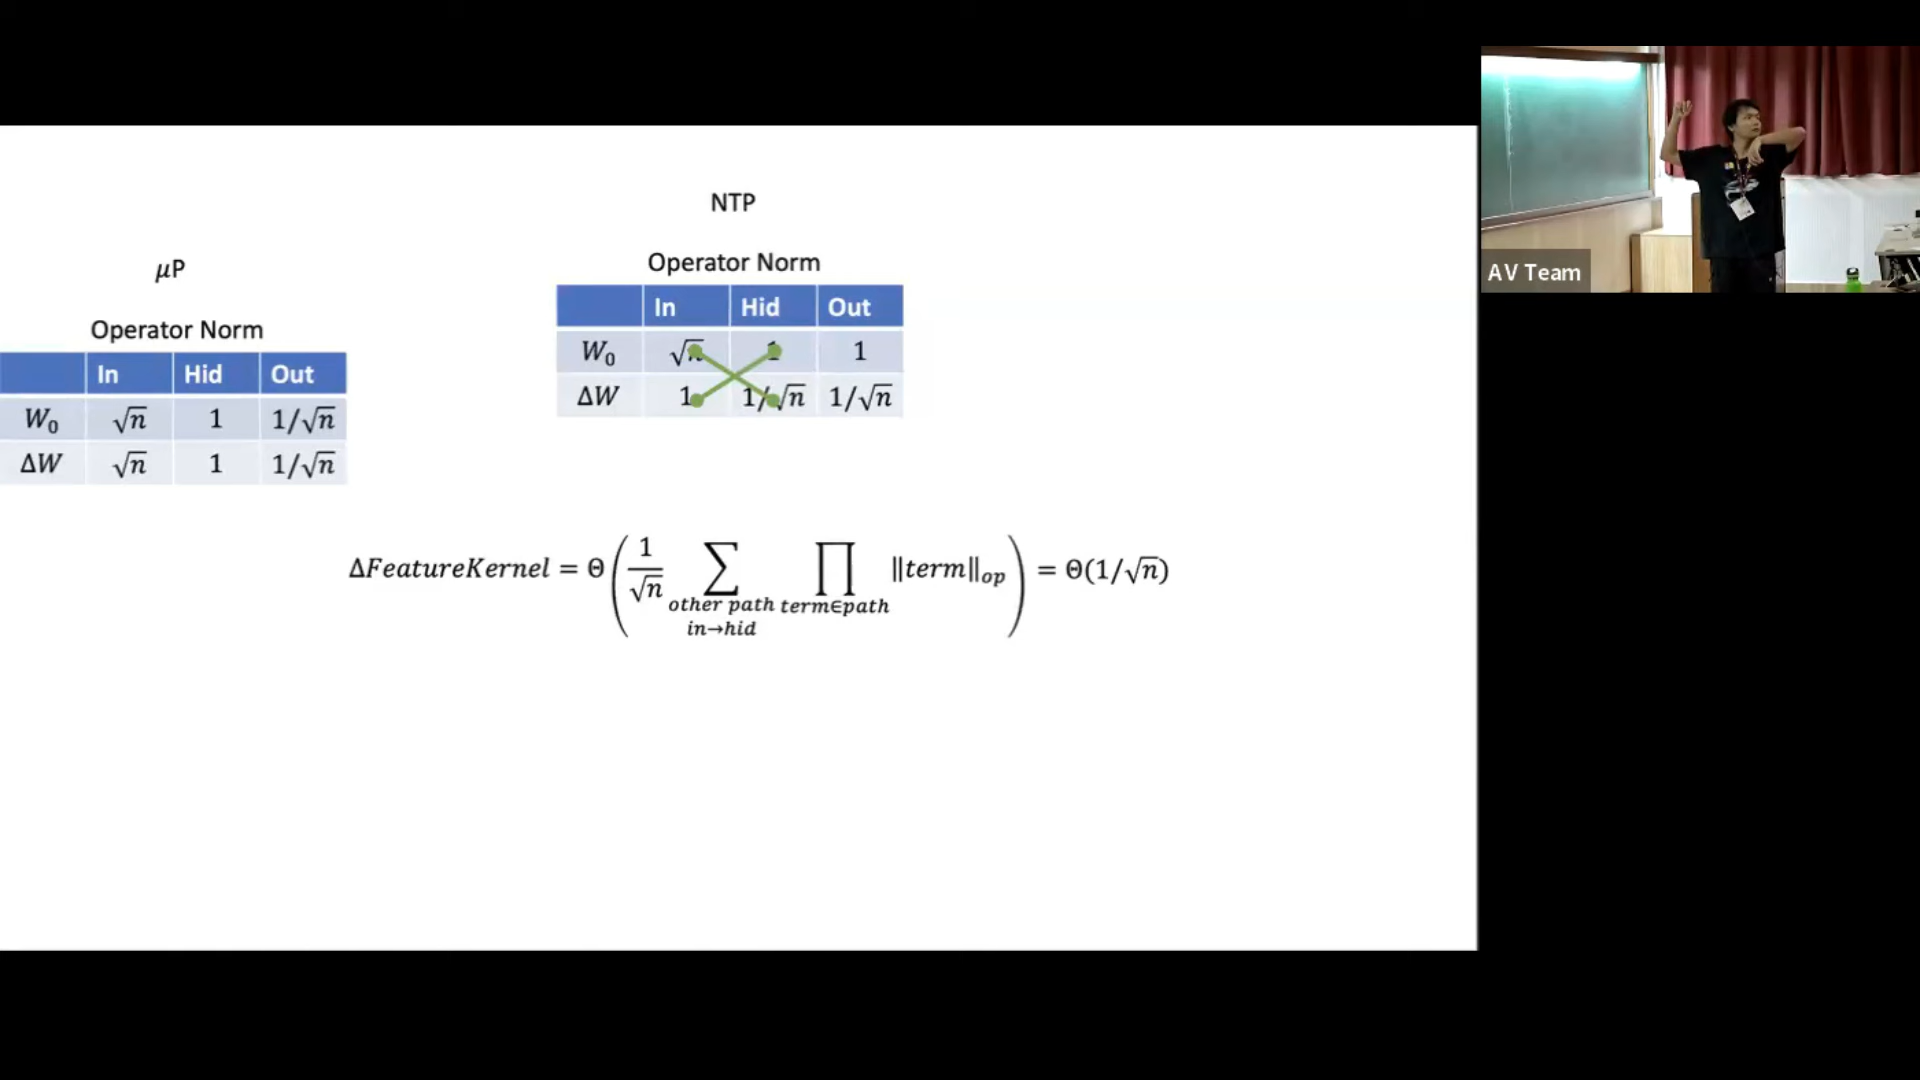 NTP
Operator Norm
In Hid Out
W₀ √n 1 1
ΔW 1 1/√n 1/√n
μP
Operator Norm
In Hid Out
W₀ √n 1 1/√n
ΔW √n 1 1/√n
ΔFeatureKernel = Θ( 1/√n ∑ other path in→hid ∏ term∈path ‖term‖op ) = Θ(1/√n)
AV Team